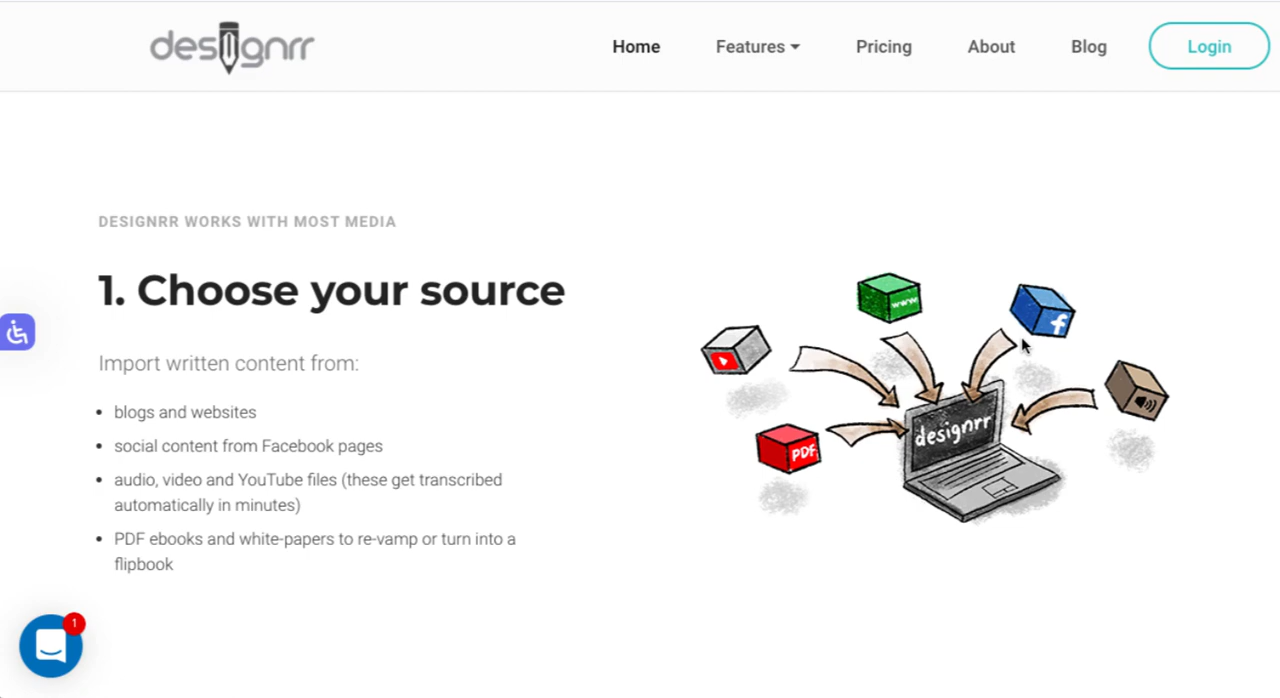 designrr
Home Features Pricing About Blog Login
DESIGNRR WORKS WITH MOST MEDIA
1. Choose your source
Import written content from:
• blogs and websites
• social content from Facebook pages
• audio, video and YouTube files (these get transcribed
automatically in minutes)
• PDF ebooks and white-papers to re-vamp or turn into a
flipbook
www
f
PDF
designrr
1